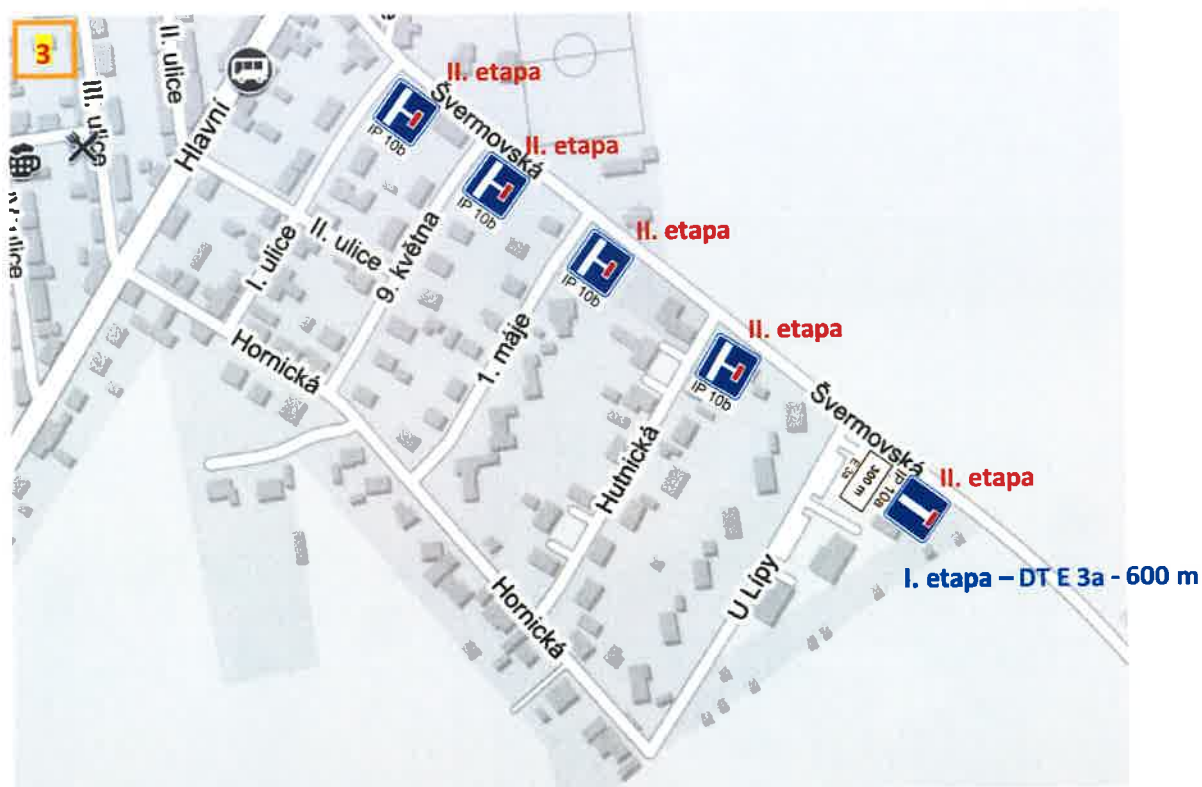 3
III. ulice
II. ulice
Hlavní
II. etapa
IP 10b
Švermovská
II. etapa
IP 10b
I. ulice
II. ulice
9. května
II. etapa
IP 10b
1. máje
Hornická
II. etapa
IP 10b
Švermovská
Hutnická
300 m
E 3a
IP 10a
II. etapa
I. etapa – DT E 3a - 600 m
U Lípy
Hornická